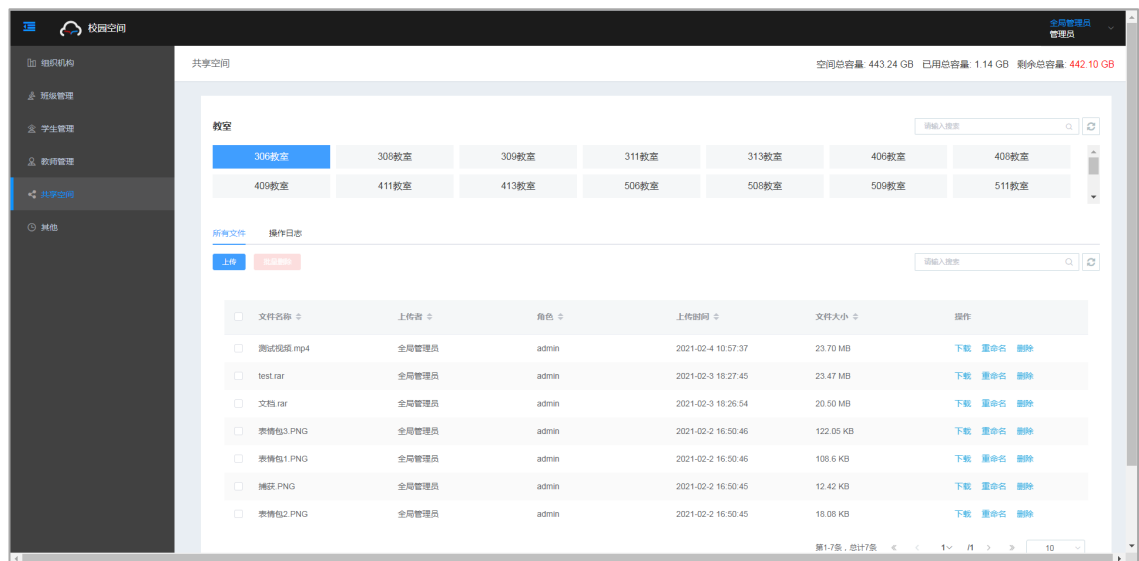 校园空间
全局管理员
管理员
组织机构
班级管理
学生管理
教师管理
共享空间
其他
共享空间 空间总容量: 443.24 GB 已用总容量: 1.14 GB 剩余总容量: 442.10 GB
教室 请输入搜索
306教室 308教室 309教室 311教室 313教室 406教室 408教室
409教室 411教室 413教室 506教室 508教室 509教室 511教室
所有文件 操作日志
上传 批量删除 请输入搜索
文件名称 上传者 角色 上传时间 文件大小 操作
测试视频.mp4 全局管理员 admin 2021-02-4 10:57:37 23.70 MB 下载 重命名 删除
test.rar 全局管理员 admin 2021-02-3 18:27:45 23.47 MB 下载 重命名 删除
文档.rar 全局管理员 admin 2021-02-3 18:26:54 20.50 MB 下载 重命名 删除
表情包3.PNG 全局管理员 admin 2021-02-2 16:50:46 122.05 KB 下载 重命名 删除
表情包1.PNG 全局管理员 admin 2021-02-2 16:50:46 108.6 KB 下载 重命名 删除
捕获.PNG 全局管理员 admin 2021-02-2 16:50:45 12.42 KB 下载 重命名 删除
表情包2.PNG 全局管理员 admin 2021-02-2 16:50:45 18.08 KB 下载 重命名 删除
第1-7条，总计7条 1 /1 10